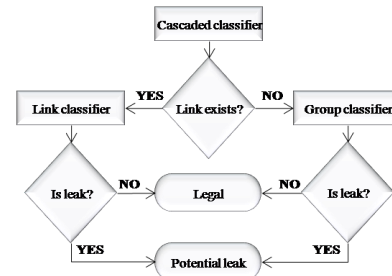 Cascaded classifier
YES
NO
Link classifier
Link exists?
Group classifier
Is leak?
NO
Legal
NO
Is leak?
YES
Potential leak
YES